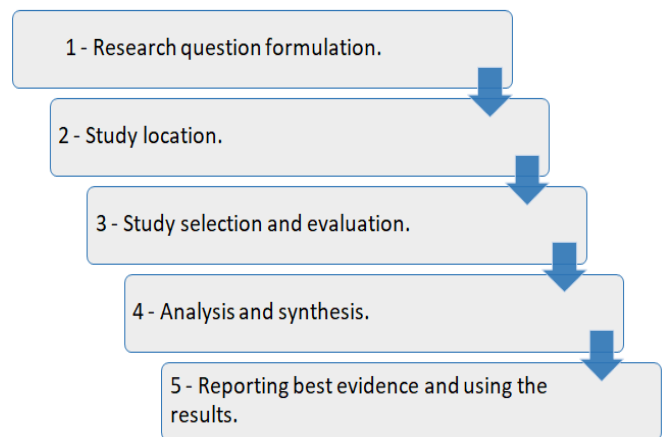 1 - Research question formulation.
2 - Study location.
3 - Study selection and evaluation.
4 - Analysis and synthesis.
5 - Reporting best evidence and using the
results.